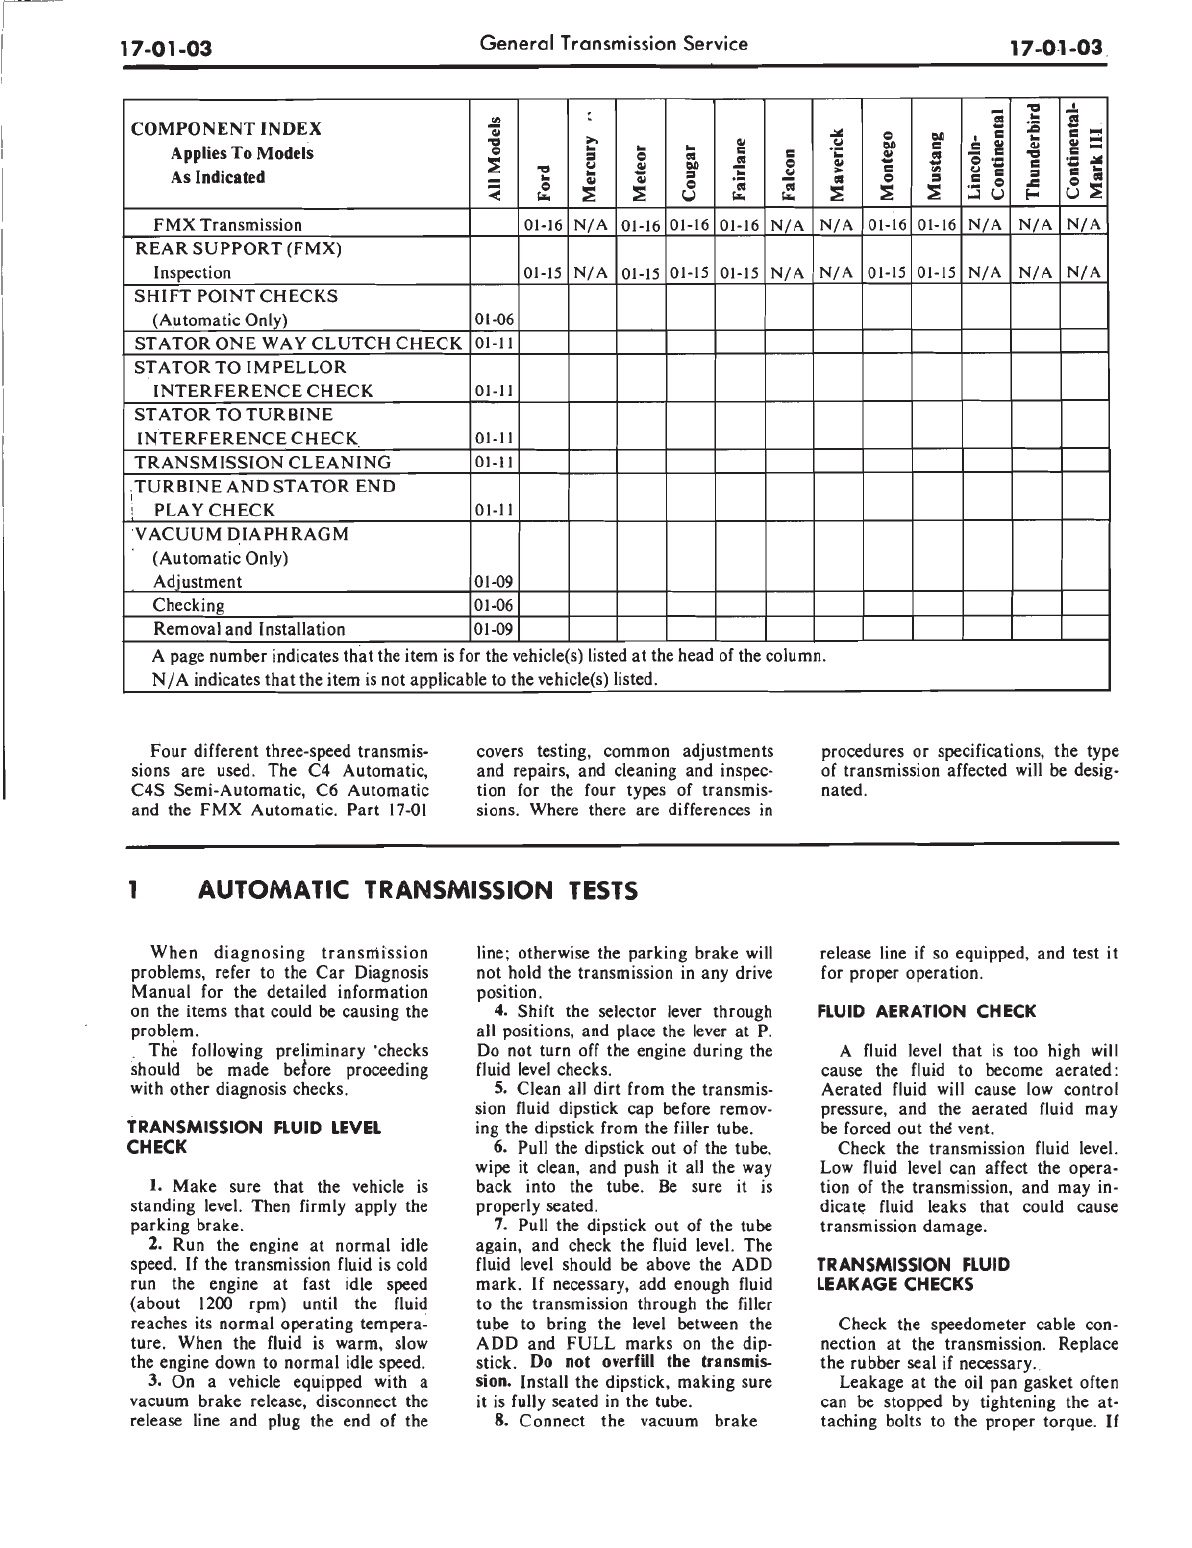 17-01-03 General Transmission Service 17-01-03
COMPONENT INDEX
Applies To Models
As Indicated
All Models
Ford
Mercury
Meteor
Cougar
Fairlane
Falcon
Maverick
Montego
Mustang
Lincoln-
Continental
Thunderbird
Continental-
Mark III
FMX Transmission 01-16 N/A 01-16 01-16 01-16 N/A N/A 01-16 01-16 N/A N/A N/A
REAR SUPPORT (FMX)
Inspection 01-15 N/A 01-15 01-15 01-15 N/A N/A 01-15 01-15 N/A N/A N/A
SHIFT POINT CHECKS
(Automatic Only) 01-06
STATOR ONE WAY CLUTCH CHECK 01-11
STATOR TO IMPELLOR
INTERFERENCE CHECK 01-11
STATOR TO TURBINE
INTERFERENCE CHECK 01-11
TRANSMISSION CLEANING 01-11
TURBINE AND STATOR END
PLAY CHECK 01-11
VACUUM DIAPHRAGM
(Automatic Only)
Adjustment 01-09
Checking 01-06
Removal and Installation 01-09
A page number indicates that the item is for the vehicle(s) listed at the head of the column.
N/A indicates that the item is not applicable to the vehicle(s) listed.
Four different three-speed transmis-
sions are used. The C4 Automatic,
C4S Semi-Automatic, C6 Automatic
and the FMX Automatic. Part 17-01
covers testing, common adjustments
and repairs, and cleaning and inspec-
tion for the four types of transmis-
sions. Where there are differences in
procedures or specifications, the type
of transmission affected will be desig-
nated.
1 AUTOMATIC TRANSMISSION TESTS
When diagnosing transmission
problems, refer to the Car Diagnosis
Manual for the detailed information
on the items that could be causing the
problem.
The following preliminary checks
should be made before proceeding
with other diagnosis checks.
TRANSMISSION FLUID LEVEL
CHECK
1. Make sure that the vehicle is
standing level. Then firmly apply the
parking brake.
2. Run the engine at normal idle
speed. If the transmission fluid is cold
run the engine at fast idle speed
(about 1200 rpm) until the fluid
reaches its normal operating tempera-
ture. When the fluid is warm, slow
the engine down to normal idle speed.
3. On a vehicle equipped with a
vacuum brake release, disconnect the
release line and plug the end of the
line; otherwise the parking brake will
not hold the transmission in any drive
position.
4. Shift the selector lever through
all positions, and place the lever at P.
Do not turn off the engine during the
fluid level checks.
5. Clean all dirt from the transmis-
sion fluid dipstick cap before remov-
ing the dipstick from the filler tube.
6. Pull the dipstick out of the tube,
wipe it clean, and push it all the way
back into the tube. Be sure it is
properly seated.
7. Pull the dipstick out of the tube
again, and check the fluid level. The
fluid level should be above the ADD
mark. If necessary, add enough fluid
to the transmission through the filler
tube to bring the level between the
ADD and FULL marks on the dip-
stick. Do not overfill the transmis-
sion. Install the dipstick, making sure
it is fully seated in the tube.
8. Connect the vacuum brake
release line if so equipped, and test it
for proper operation.
FLUID AERATION CHECK
A fluid level that is too high will
cause the fluid to become aerated:
Aerated fluid will cause low control
pressure, and the aerated fluid may
be forced out the vent.
Check the transmission fluid level.
Low fluid level can affect the opera-
tion of the transmission, and may in-
dicate fluid leaks that could cause
transmission damage.
TRANSMISSION FLUID
LEAKAGE CHECKS
Check the speedometer cable con-
nection at the transmission. Replace
the rubber seal if necessary.
Leakage at the oil pan gasket often
can be stopped by tightening the at-
taching bolts to the proper torque. If